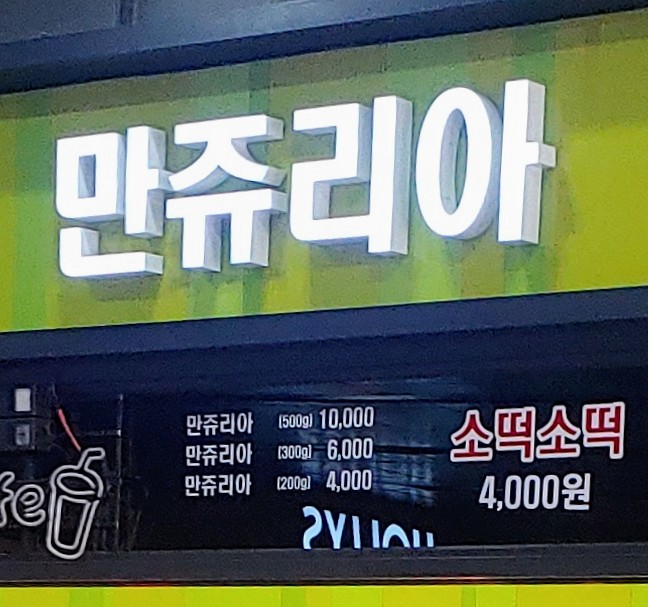 만쥬리아
만쥬리아 (500g) 10,000
만쥬리아 (300g) 6,000
만쥬리아 (200g) 4,000
소떡소떡
4,000원
fe